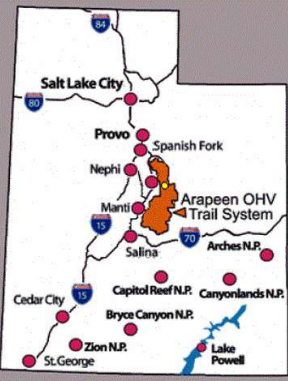 84
Salt Lake City
80
Provo
Spanish Fork
Nephi
Arapeen OHV
Trail System
Manti
15
70
Salina
Arches N.P.
15
Capitol Reef N.P.
Canyonlands N.P.
Cedar City
Bryce Canyon N.P.
Zion N.P.
Lake
Powell
St. George